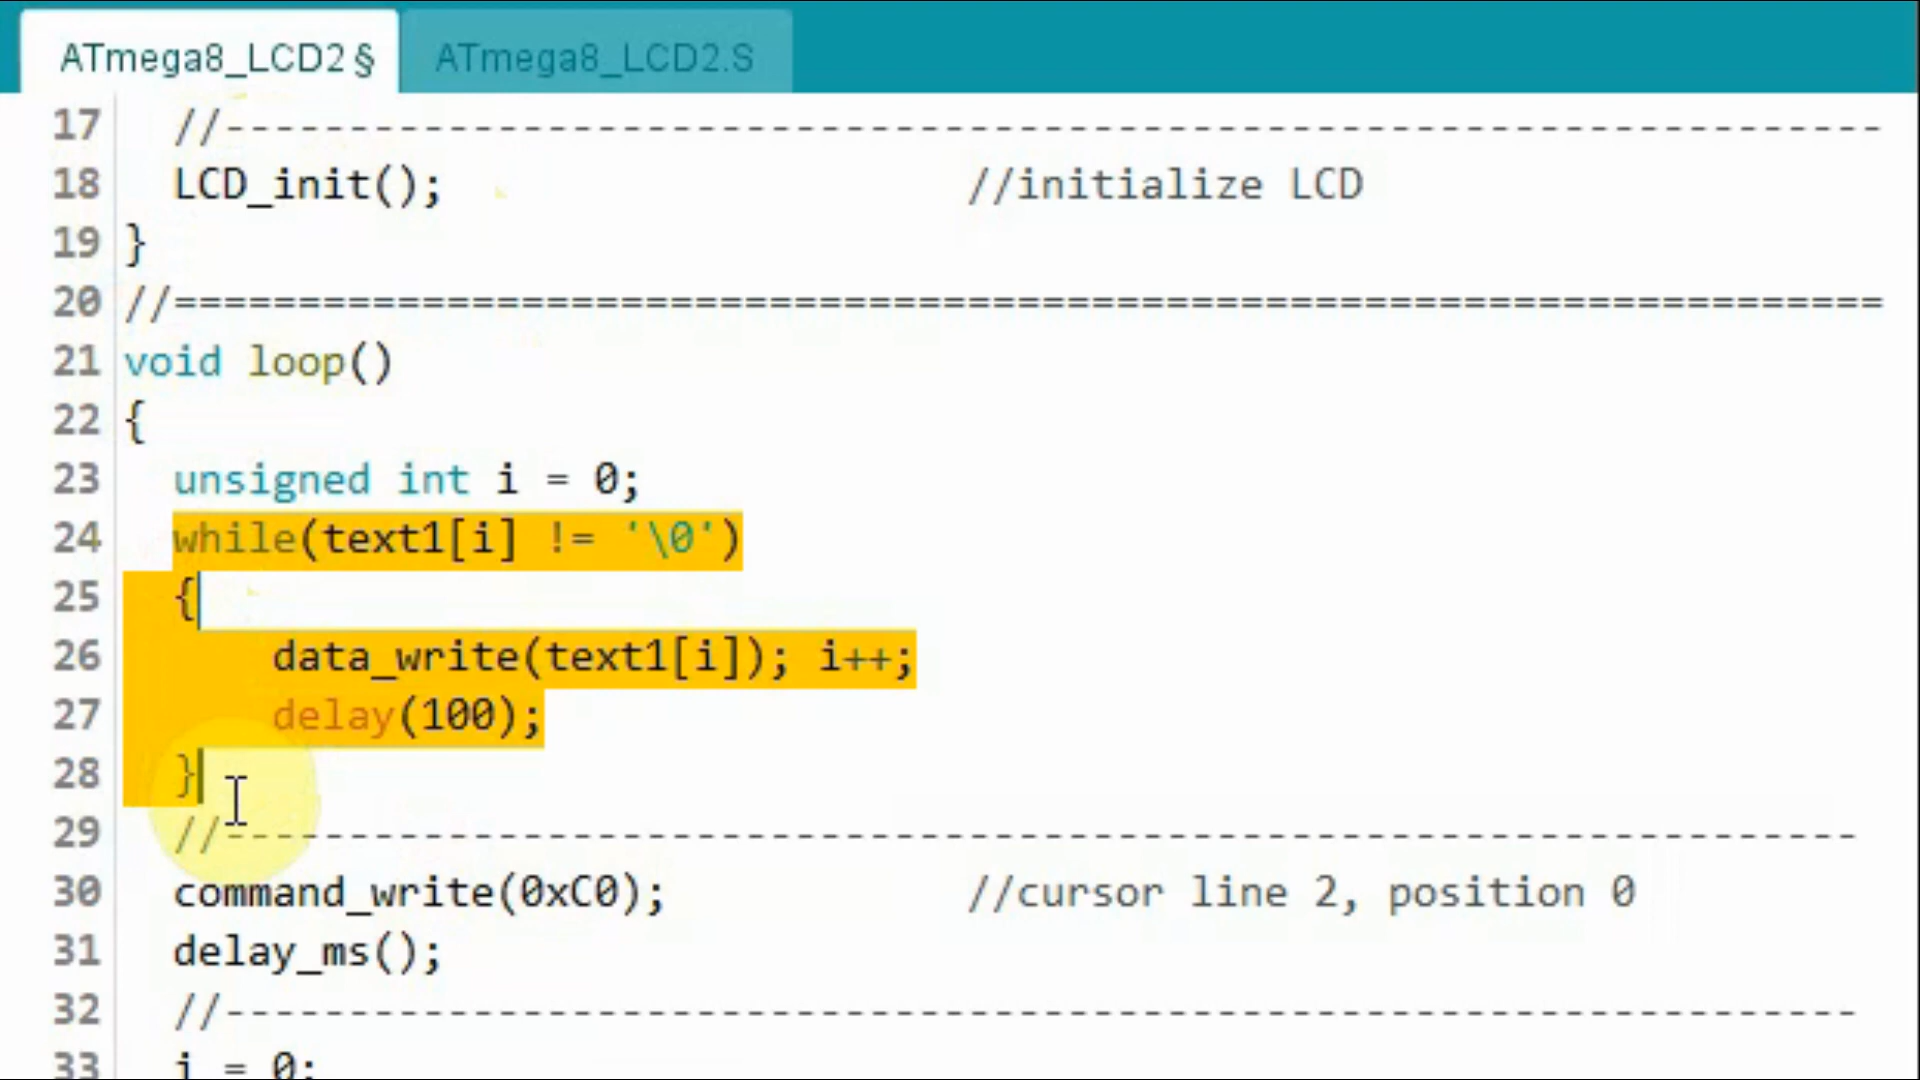 ATmega8_LCD2 § ATmega8_LCD2.S
17 //-------------------------------------------------------------------
18 LCD_init(); //initialize LCD
19 }
20 //=====================================================================
21 void loop()
22 {
23 unsigned int i = 0;
24 while(text1[i] != '\0')
25 {
26 data_write(text1[i]); i++;
27 delay(100);
28 }
29 //------------------------------------------------------------------
30 command_write(0xC0); //cursor line 2, position 0
31 delay_ms();
32 //------------------------------------------------------------------
33 i = 0;